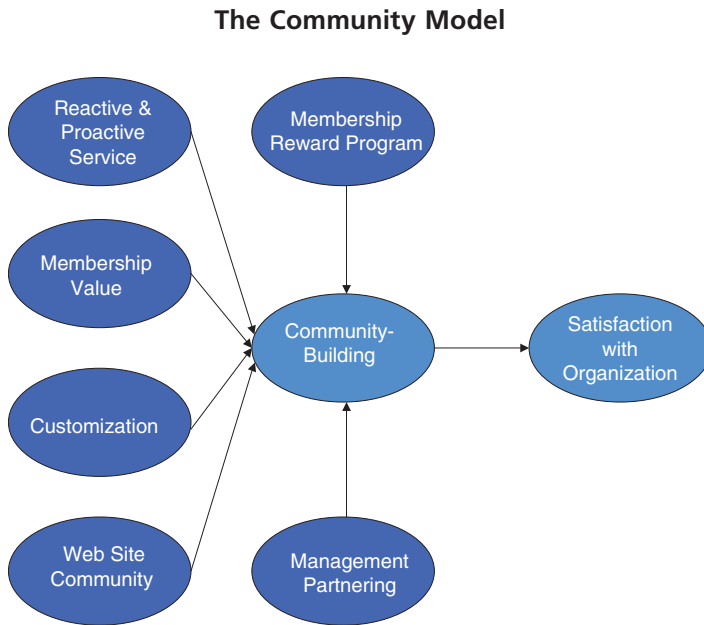 The Community Model
Reactive &
Proactive
Service
Membership
Reward Program
Membership
Value
Community-
Building
Satisfaction
with
Organization
Customization
Web Site
Community
Management
Partnering